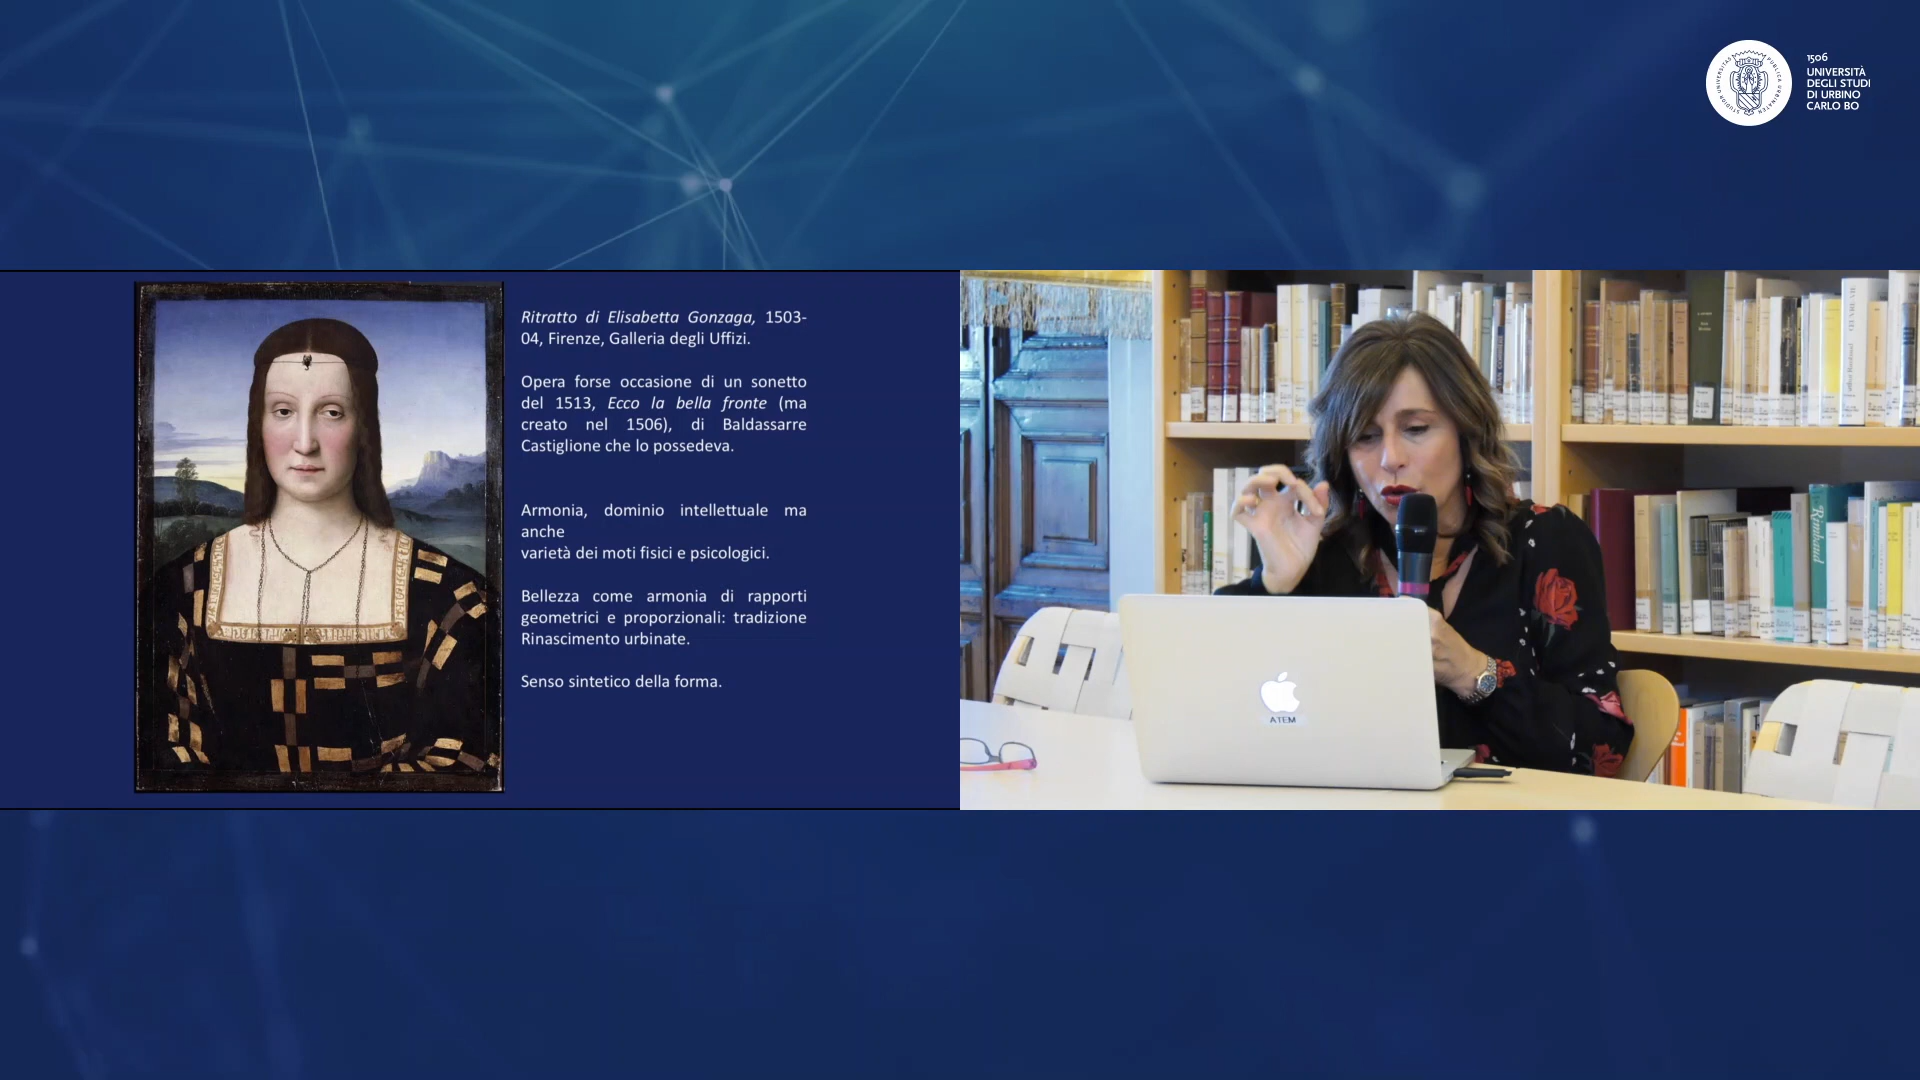 1506
UNIVERSITÀ
DEGLI STUDI
DI URBINO
CARLO BO
Ritratto di Elisabetta Gonzaga, 1503-
04, Firenze, Galleria degli Uffizi.
Opera forse occasione di un sonetto
del 1513, Ecco la bella fronte (ma
creato nel 1506), di Baldassarre
Castiglione che lo possedeva.
Armonia, dominio intellettuale ma
anche
varietà dei moti fisici e psicologici.
Bellezza come armonia di rapporti
geometrici e proporzionali: tradizione
Rinascimento urbinate.
Senso sintetico della forma.
ATEM
Rimbaud